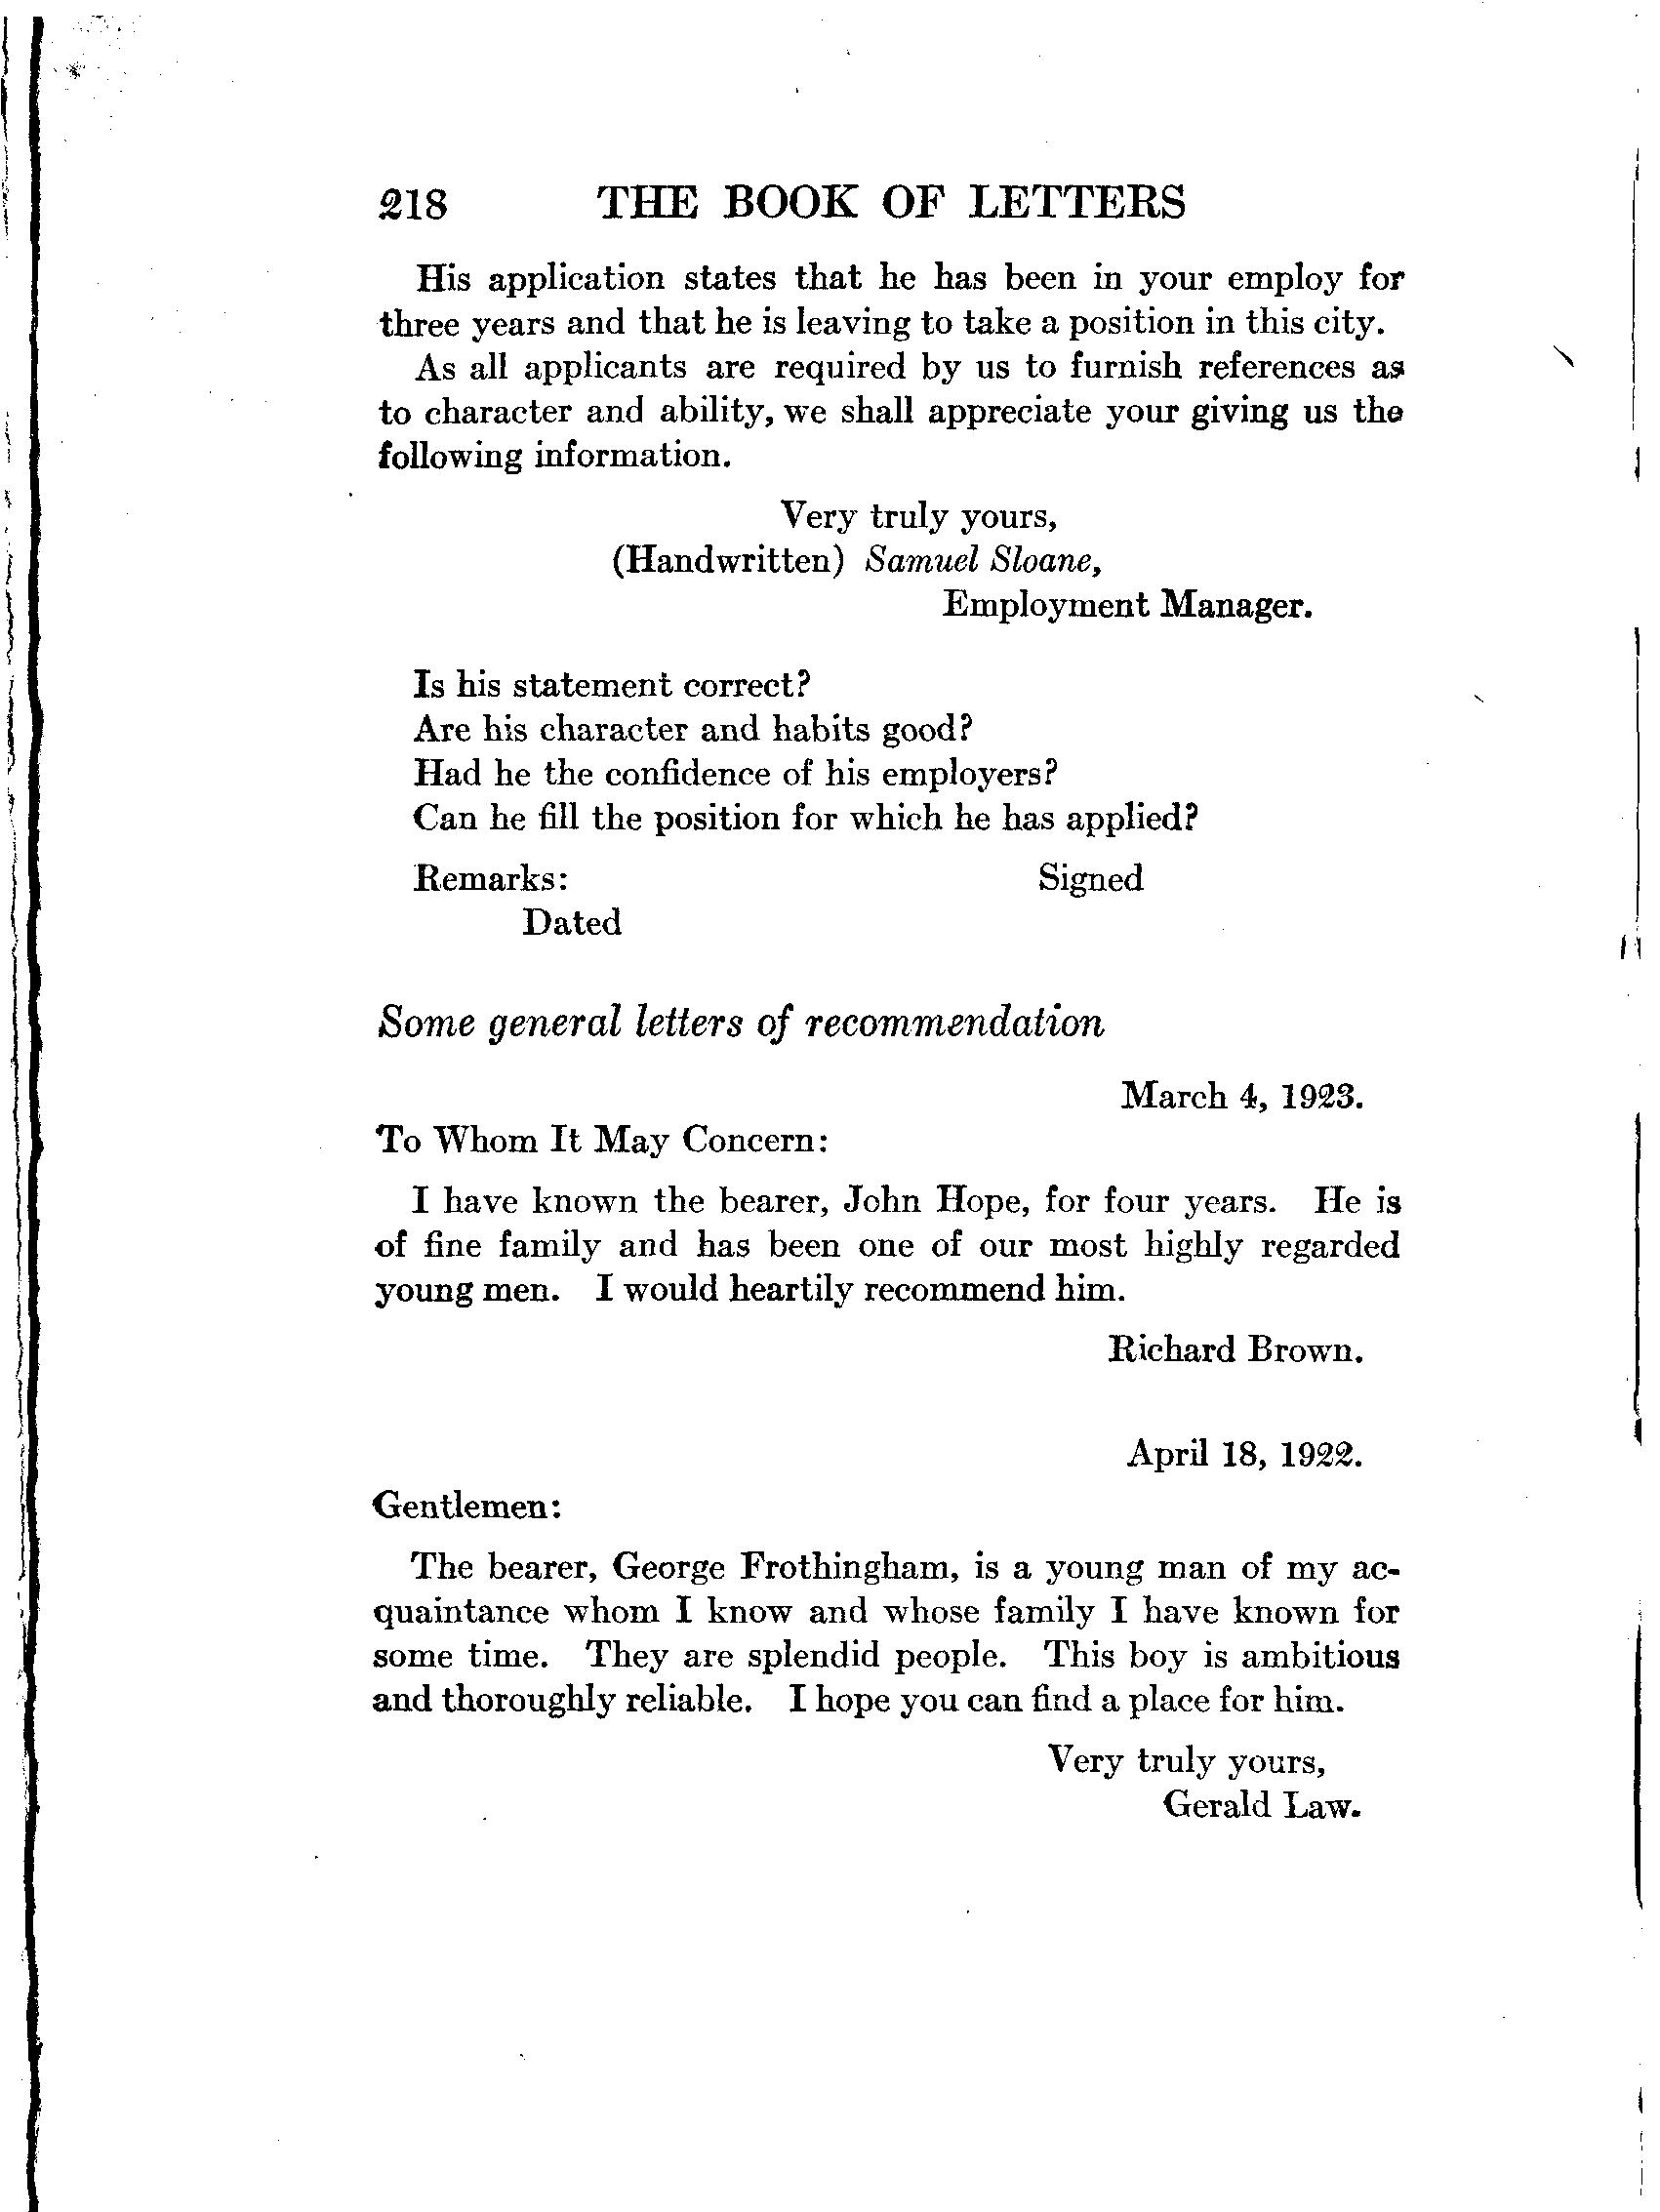 218 THE BOOK OF LETTERS
His application states that he has been in your employ for
three years and that he is leaving to take a position in this city.
As all applicants are required by us to furnish references as
to character and ability, we shall appreciate your giving us the
following information.
Very truly yours,
(Handwritten) Samuel Sloane,
Employment Manager.
Is his statement correct?
Are his character and habits good?
Had he the confidence of his employers?
Can he fill the position for which he has applied?
Remarks: Signed
Dated
Some general letters of recommendation
March 4, 1923.
To Whom It May Concern:
I have known the bearer, John Hope, for four years. He is
of fine family and has been one of our most highly regarded
young men. I would heartily recommend him.
Richard Brown.
April 18, 1922.
Gentlemen:
The bearer, George Frothingham, is a young man of my ac-
quaintance whom I know and whose family I have known for
some time. They are splendid people. This boy is ambitious
and thoroughly reliable. I hope you can find a place for him.
Very truly yours,
Gerald Law.